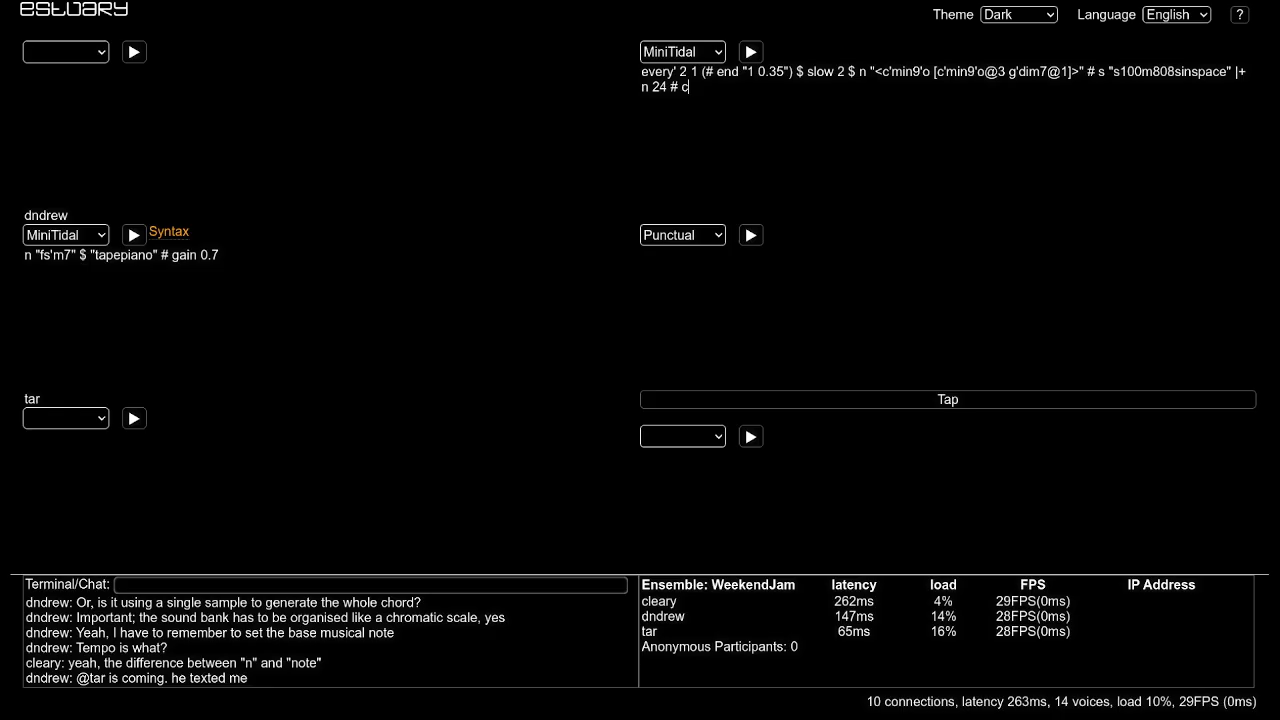 estuary
Theme Dark Language English ?
MiniTidal
every' 2 1 (# end "1 0.35") $ slow 2 $ n "<c'min9'o [c'min9'o@3 g'dim7@1]>" # s "s100m808sinspace" |+
n 24 # c
dndrew
MiniTidal Syntax
n "fs'm7" $ "tapepiano" # gain 0.7
Punctual
tar
Tap
Terminal/Chat:
dndrew: Or, is it using a single sample to generate the whole chord?
dndrew: Important; the sound bank has to be organised like a chromatic scale, yes
dndrew: Yeah, I have to remember to set the base musical note
dndrew: Tempo is what?
cleary: yeah, the difference between "n" and "note"
dndrew: @tar is coming. he texted me
Ensemble: WeekendJam latency load FPS IP Address
cleary 262ms 4% 29FPS(0ms)
dndrew 147ms 14% 28FPS(0ms)
tar 65ms 16% 28FPS(0ms)
Anonymous Participants: 0
10 connections, latency 263ms, 14 voices, load 10%, 29FPS (0ms)